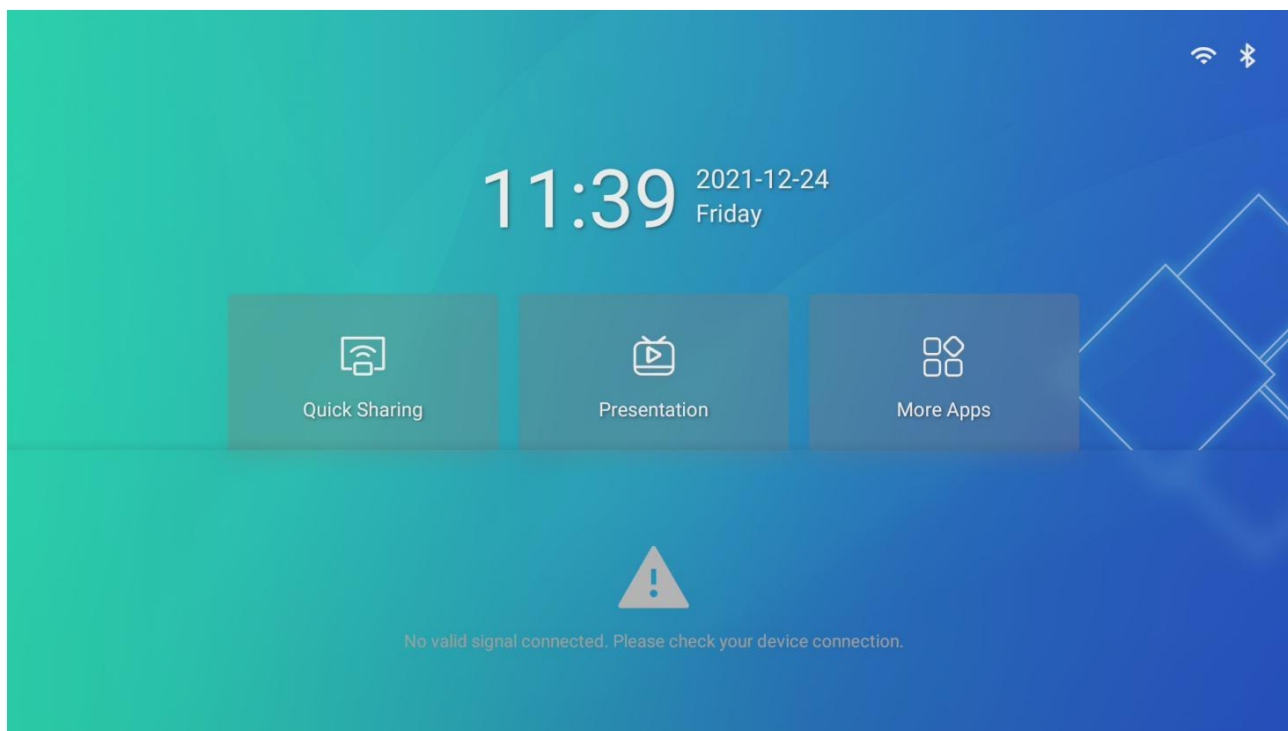 11:39
2021-12-24
Friday
Quick Sharing
Presentation
More Apps
No valid signal connected. Please check your device connection.